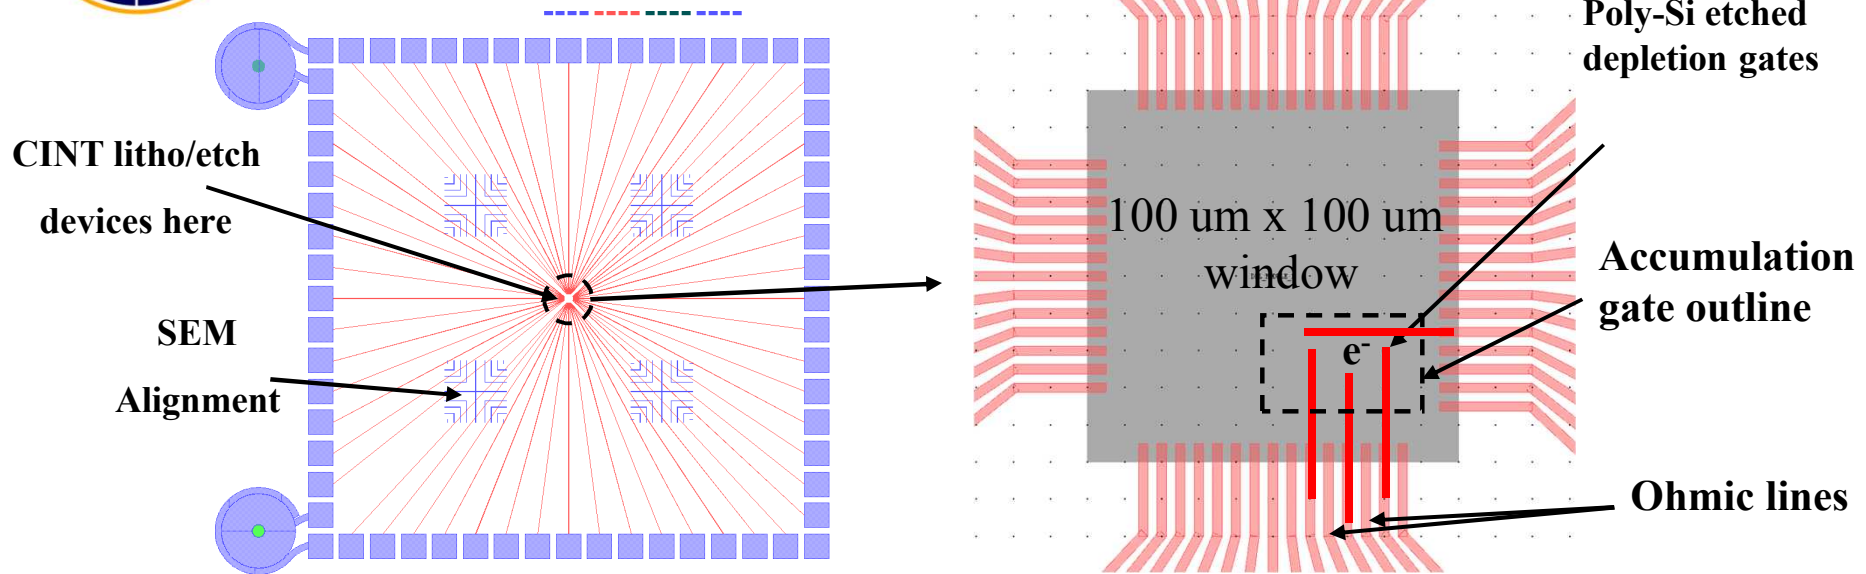 CINT litho/etch
devices here
SEM
Alignment
Poly-Si etched
depletion gates
100 um x 100 um
window
Accumulation
gate outline
e-
Ohmic lines